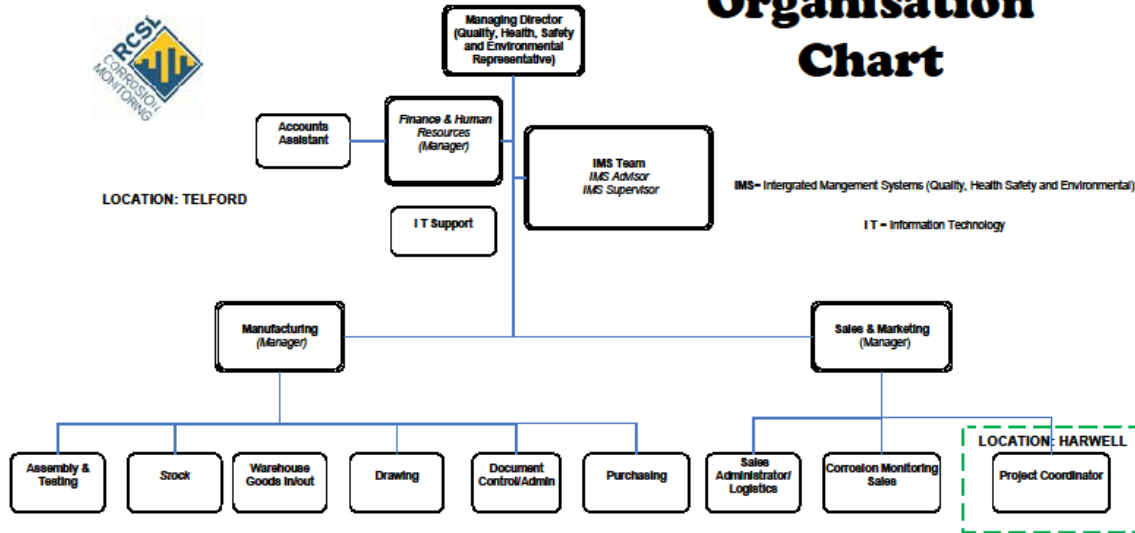 Organisation
Chart
RCSL
CORROSION
MONITORING
Managing Director
(Quality, Health, Safety
and Environmental
Representative)
Accounts
Assistant
Finance & Human
Resources
(Manager)
IMS Team
IMS Advisor
IMS Supervisor
LOCATION: TELFORD
IMS- Intergrated Mangement Systems (Quality, Health Safety and Environmental)
I T Support
I T - Information Technology
Manufacturing
(Manager)
Sales & Marketing
(Manager)
LOCATION: HARWELL
Assembly &
Testing
Stock
Warehouse
Goods In/out
Drawing
Document
Control/Admin
Purchasing
Sales
Administrator/
Logistics
Corrosion Monitoring
Sales
Project Coordinator